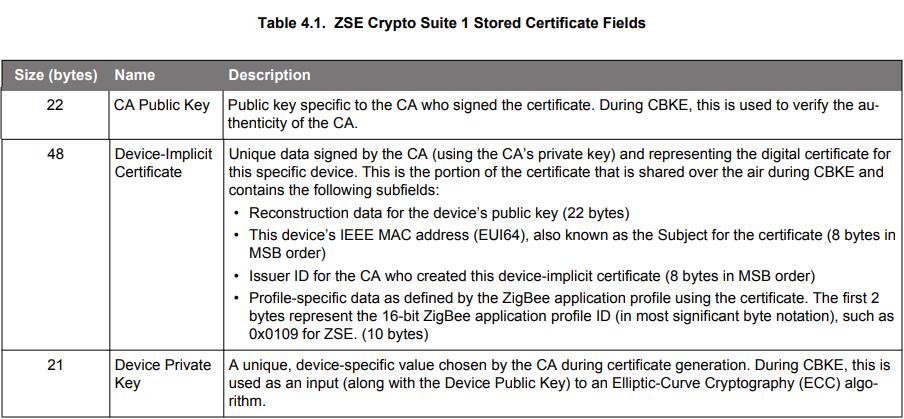 Table 4.1. ZSE Crypto Suite 1 Stored Certificate Fields
Size (bytes) Name Description
22 CA Public Key Public key specific to the CA who signed the certificate. During CBKE, this is used to verify the au-
thenticity of the CA.
48 Device-Implicit Unique data signed by the CA (using the CA's private key) and representing the digital certificate for
Certificate this specific device. This is the portion of the certificate that is shared over the air during CBKE and
contains the following subfields:
• Reconstruction data for the device's public key (22 bytes)
• This device's IEEE MAC address (EUI64), also known as the Subject for the certificate (8 bytes in
MSB order)
• Issuer ID for the CA who created this device-implicit certificate (8 bytes in MSB order)
• Profile-specific data as defined by the ZigBee application profile using the certificate. The first 2
bytes represent the 16-bit ZigBee application profile ID (in most significant byte notation), such as
0x0109 for ZSE. (10 bytes)
21 Device Private A unique, device-specific value chosen by the CA during certificate generation. During CBKE, this is
Key used as an input (along with the Device Public Key) to an Elliptic-Curve Cryptography (ECC) algo-
rithm.